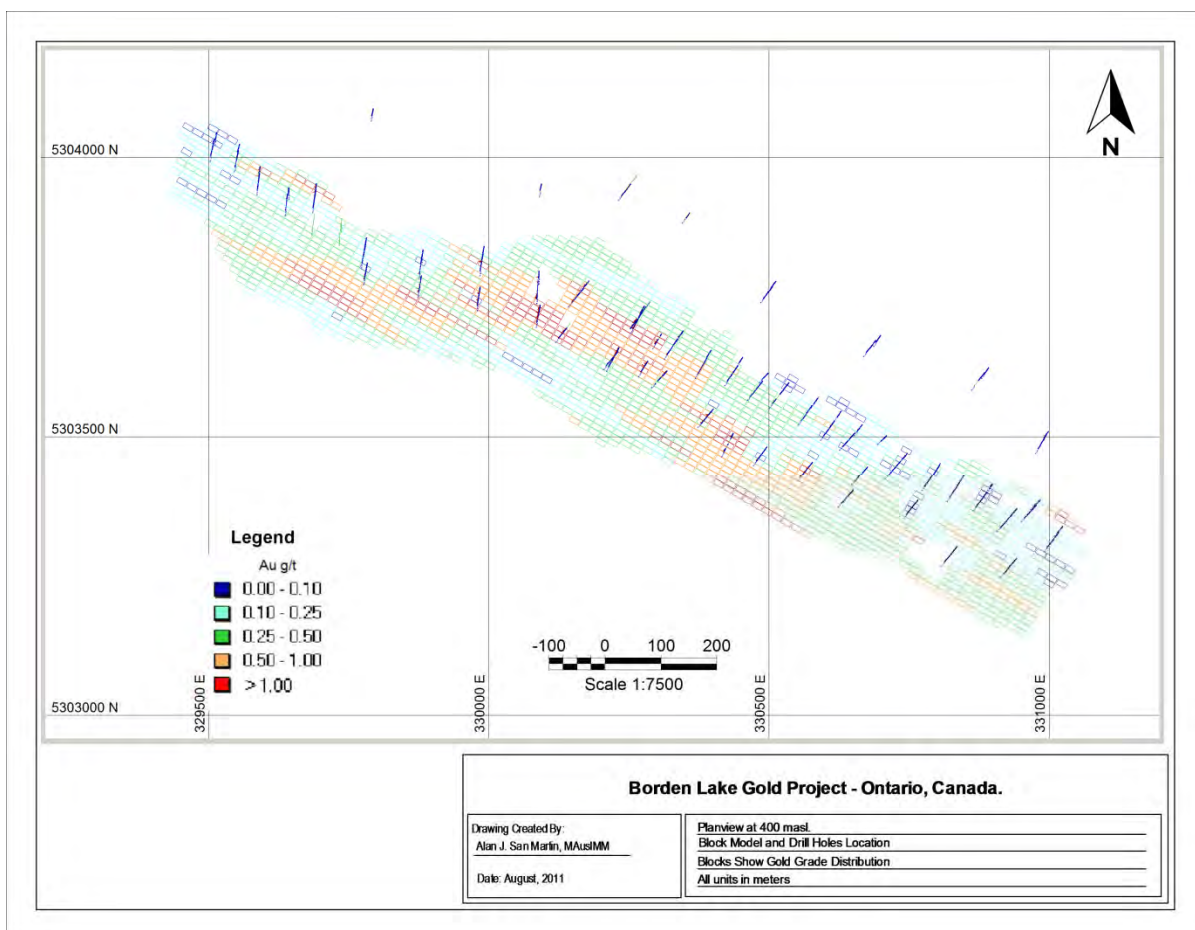 N
5304000 N
5303500 N
Legend
Au g/t
0.00 - 0.10
0.10 - 0.25
0.25 - 0.50
0.50 - 1.00
> 1.00
-100 0 100 200
Scale 1:7500
329500 E
330000 E
330500 E
331000 E
5303000 N
Borden Lake Gold Project - Ontario, Canada.
Drawing Created By:
Alan J. San Martin, MAusIMM
Date: August, 2011
Planview at 400 masl.
Block Model and Drill Holes Location
Blocks Show Gold Grade Distribution
All units in meters